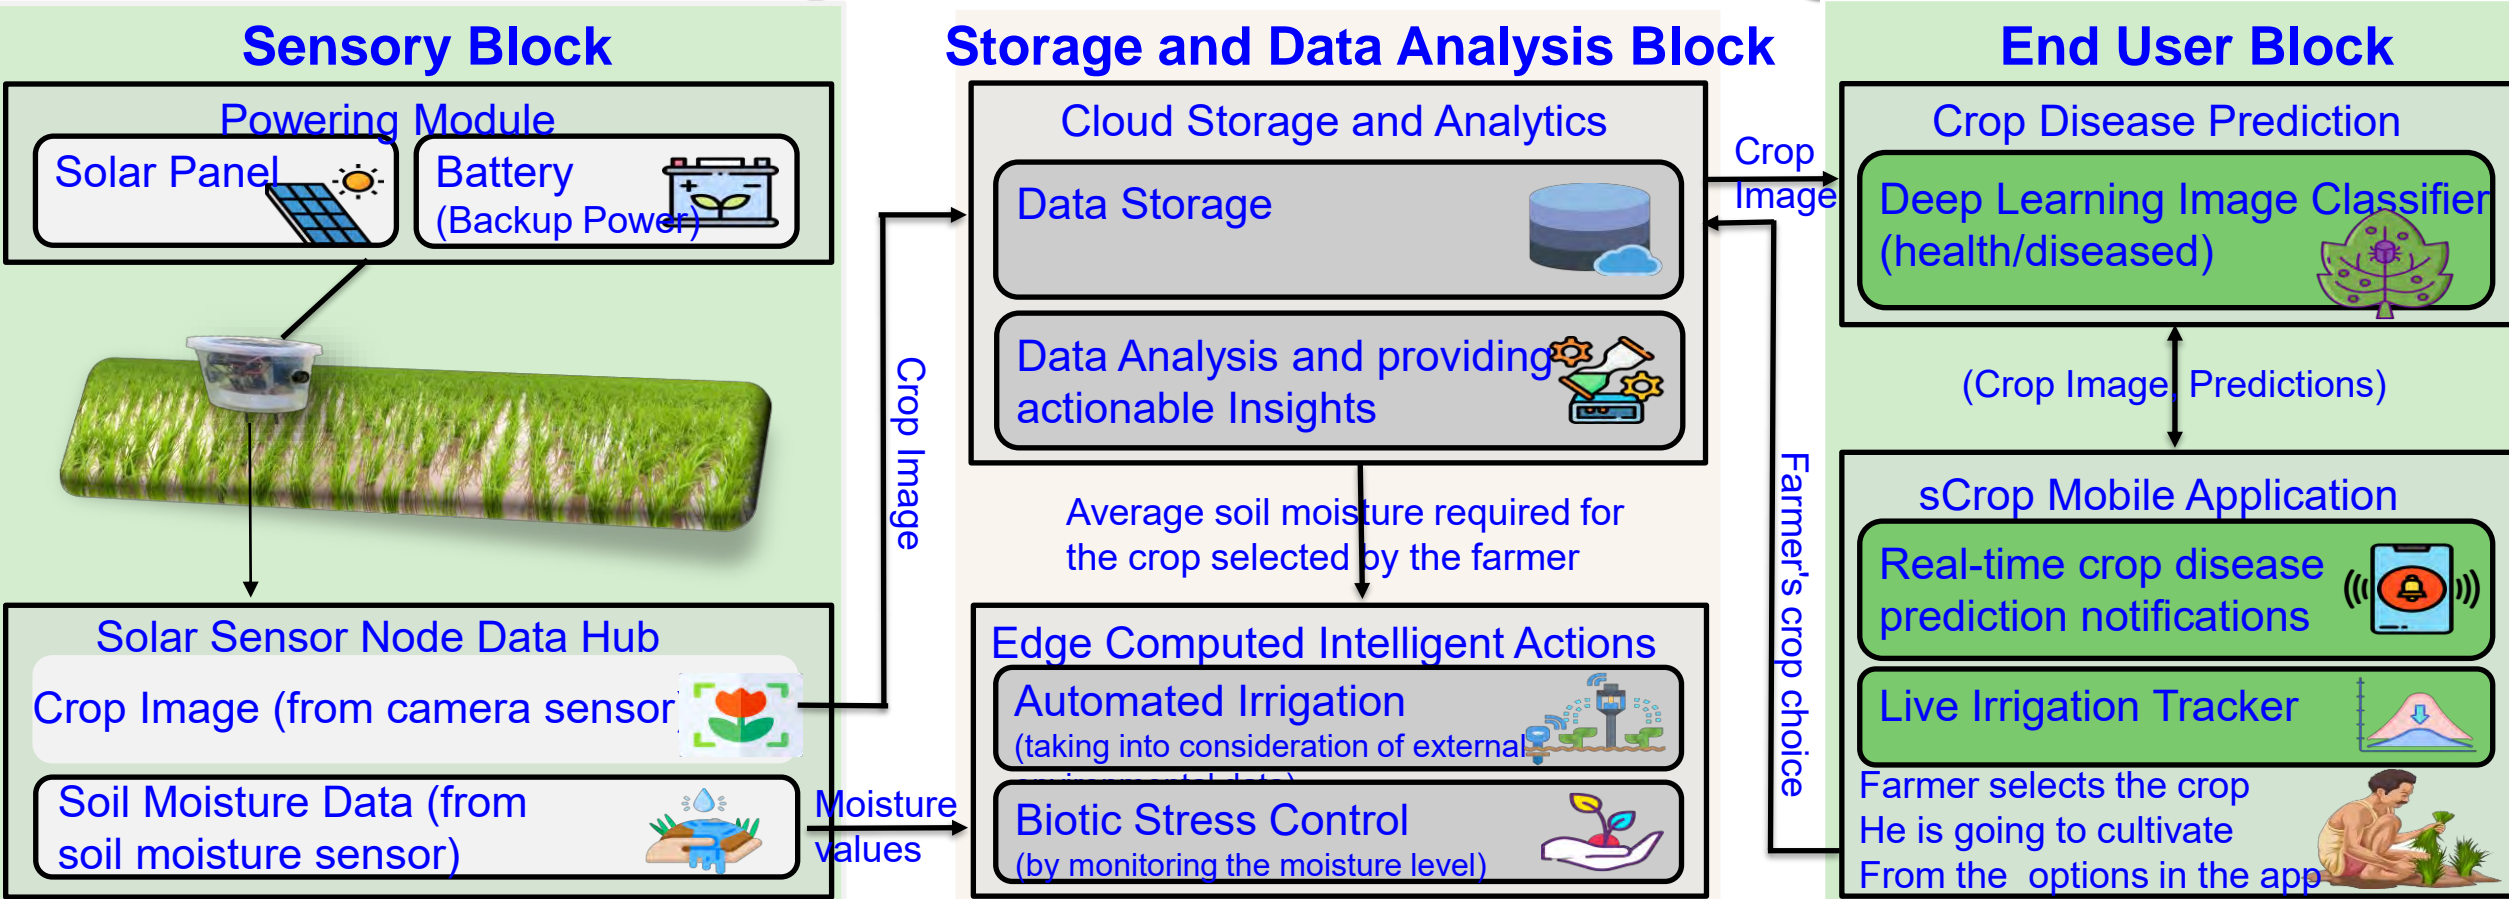 Sensory Block
Powering Module
Solar Panel
Battery
(Backup Power)
Solar Sensor Node Data Hub
Crop Image (from camera sensor)
Soil Moisture Data (from
soil moisture sensor)
Crop Image
Moisture
values
Storage and Data Analysis Block
Cloud Storage and Analytics
Data Storage
Data Analysis and providing
actionable Insights
Average soil moisture required for
the crop selected by the farmer
Edge Computed Intelligent Actions
Automated Irrigation
(taking into consideration of external
environmental data)
Biotic Stress Control
(by monitoring the moisture level)
Crop
Image
Farmer's crop choice
End User Block
Crop Disease Prediction
Deep Learning Image Classifier
(health/diseased)
(Crop Image, Predictions)
sCrop Mobile Application
Real-time crop disease
prediction notifications
Live Irrigation Tracker
Farmer selects the crop
He is going to cultivate
From the options in the app